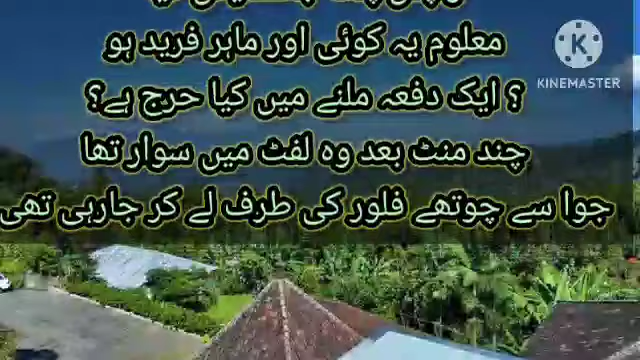 معلوم یہ کوئی اور ماہر فرید ہو
؟ ایک دفعہ ملنے میں کیا حرج ہے؟
چند منٹ بعد وہ لفٹ میں سوار تھا
جوا سے چوتھے فلور کی طرف لے کر جارہی تھی
KINEMASTER